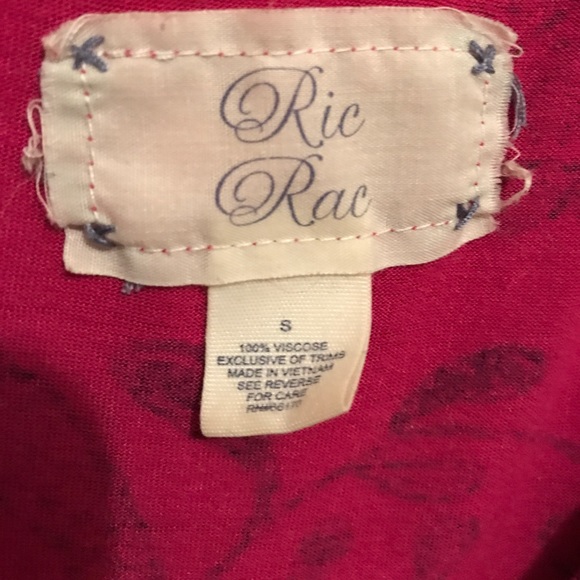 Ric
Rac
S
100% VISCOSE
EXCLUSIVE OF TRIMS
MADE IN VIETNAM
SEE REVERSE
FOR CARE